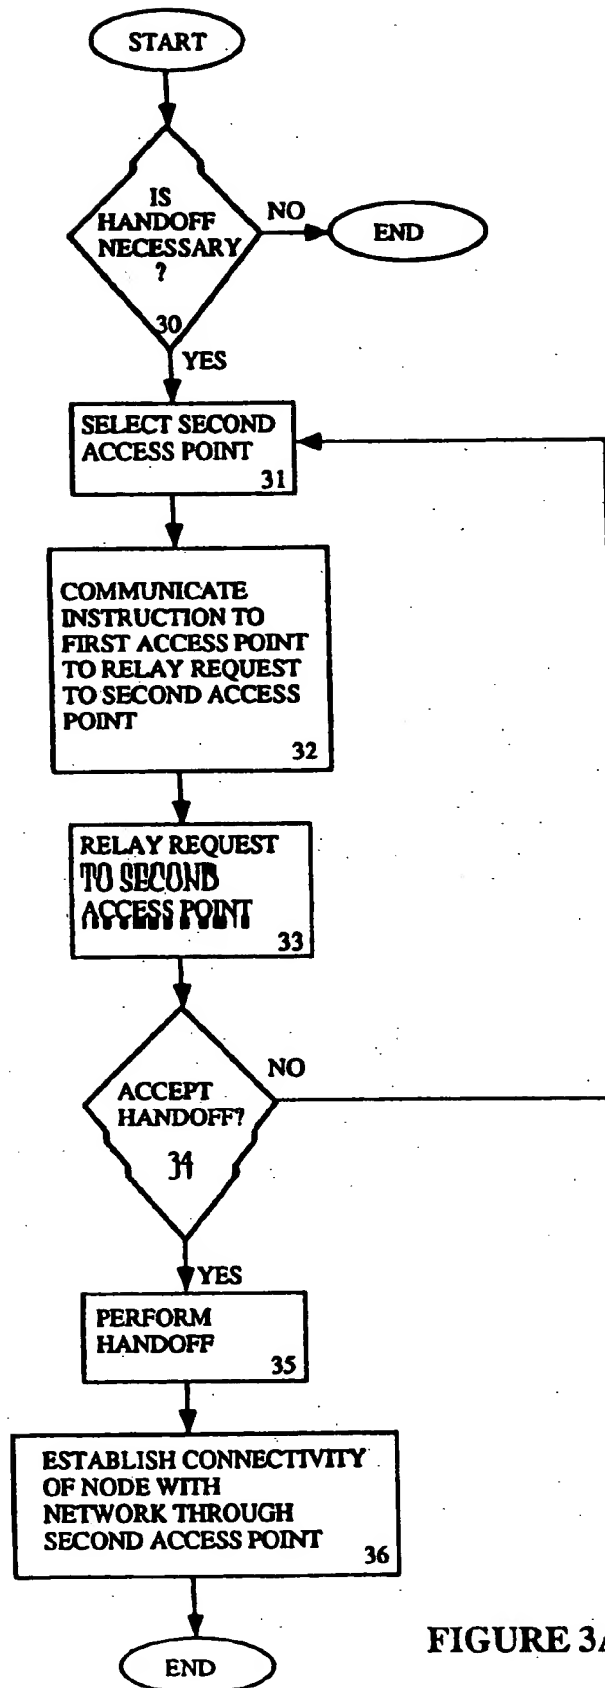 START
IS
HANDOFF
NECESSARY
?
30
NO
END
YES
SELECT SECOND
ACCESS POINT
31
COMMUNICATE
INSTRUCTION TO
FIRST ACCESS POINT
TO RELAY REQUEST
TO SECOND ACCESS
POINT
32
RELAY REQUEST
TO SECOND
ACCESS POINT
33
NO
ACCEPT
HANDOFF?
34
YES
PERFORM
HANDOFF
35
ESTABLISH CONNECTIVITY
OF NODE WITH
NETWORK THROUGH
SECOND ACCESS POINT
36
END
FIGURE 3A